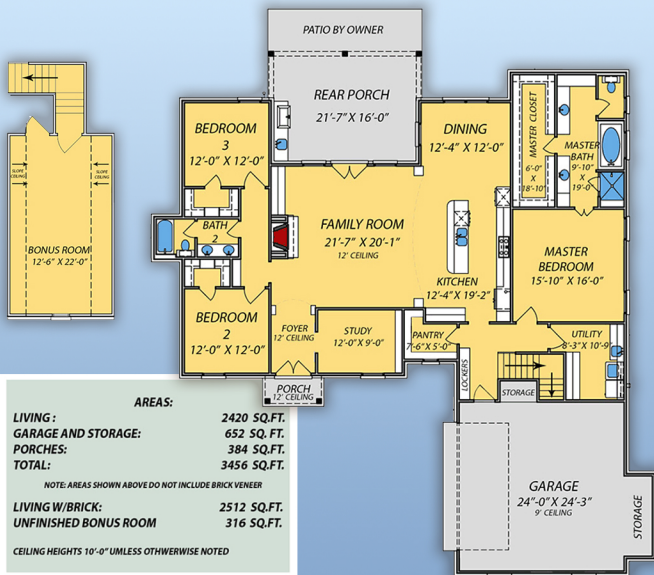 PATIO BY OWNER
REAR PORCH
21'-7" X 16'-0"
BEDROOM
3
12'-0" X 12'-0"
DINING
12'-4" X 12'-0"
MASTER CLOSET
6'-0"
X
18'-10"
MASTER
BATH
9'-10"
X
19'-0"
SLOPE
CEILING
SLOPE
CEILING
BONUS ROOM
12'-6" X 22'-0"
BATH
2
FAMILY ROOM
21'-7" X 20'-1"
12' CEILING
KITCHEN
12'-4" X 19'-2"
MASTER
BEDROOM
15'-10" X 16'-0"
BEDROOM
2
12'-0" X 12'-0"
FOYER
12' CEILING
STUDY
12'-0" X 9'-0"
PANTRY
7'-6" X 5'-0"
UTILITY
8'-3" X 10'-9"
LOCKERS
STORAGE
PORCH
12' CEILING
GARAGE
24"-0" X 24'-3"
9' CEILING
STORAGE
AREAS:
LIVING : 2420 SQ.FT.
GARAGE AND STORAGE: 652 SQ.FT.
PORCHES: 384 SQ.FT.
TOTAL: 3456 SQ.FT.
NOTE: AREAS SHOWN ABOVE DO NOT INCLUDE BRICK VENEER
LIVING W/BRICK: 2512 SQ.FT.
UNFINISHED BONUS ROOM 316 SQ.FT.
CEILING HEIGHTS 10'-0" UNLESS OTHWERWISE NOTED